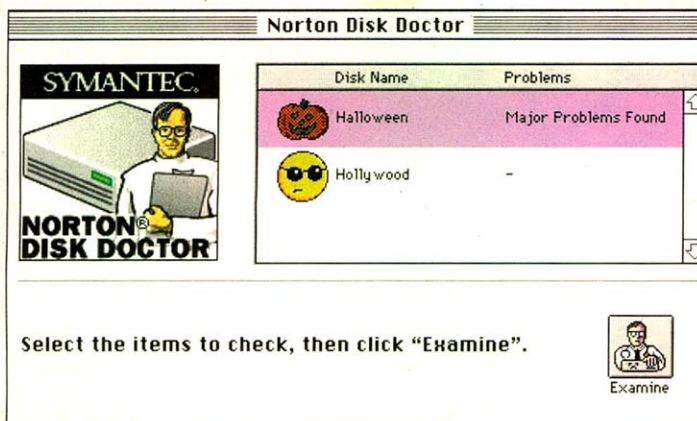 Norton Disk Doctor
SYMANTEC.
NORTON®
DISK DOCTOR
Disk Name Problems
Halloween Major Problems Found
Hollywood -
Select the items to check, then click “Examine”.
Examine